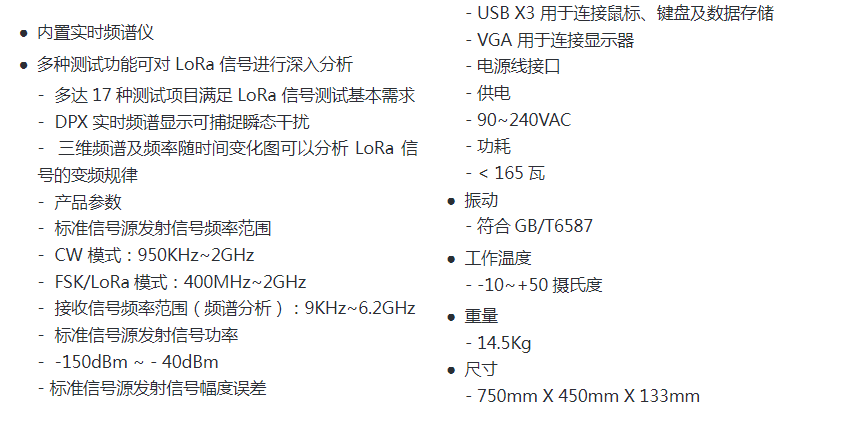 ● 内置实时频谱仪
● 多种测试功能可对 LoRa 信号进行深入分析
- 多达 17 种测试项目满足 LoRa 信号测试基本需求
- DPX 实时频谱显示可捕捉瞬态干扰
- 三维频谱及频率随时间变化图可以分析 LoRa 信
号的变频规律
- 产品参数
- 标准信号源发射信号频率范围
- CW 模式：950KHz~2GHz
- FSK/LoRa 模式：400MHz~2GHz
- 接收信号频率范围（频谱分析）：9KHz~6.2GHz
- 标准信号源发射信号功率
- -150dBm ~ - 40dBm
- 标准信号源发射信号幅度误差
- USB X3 用于连接鼠标、键盘及数据存储
- VGA 用于连接显示器
- 电源线接口
- 供电
- 90~240VAC
- 功耗
- < 165 瓦
● 振动
- 符合 GB/T6587
● 工作温度
- -10~+50 摄氏度
● 重量
- 14.5Kg
● 尺寸
- 750mm X 450mm X 133mm